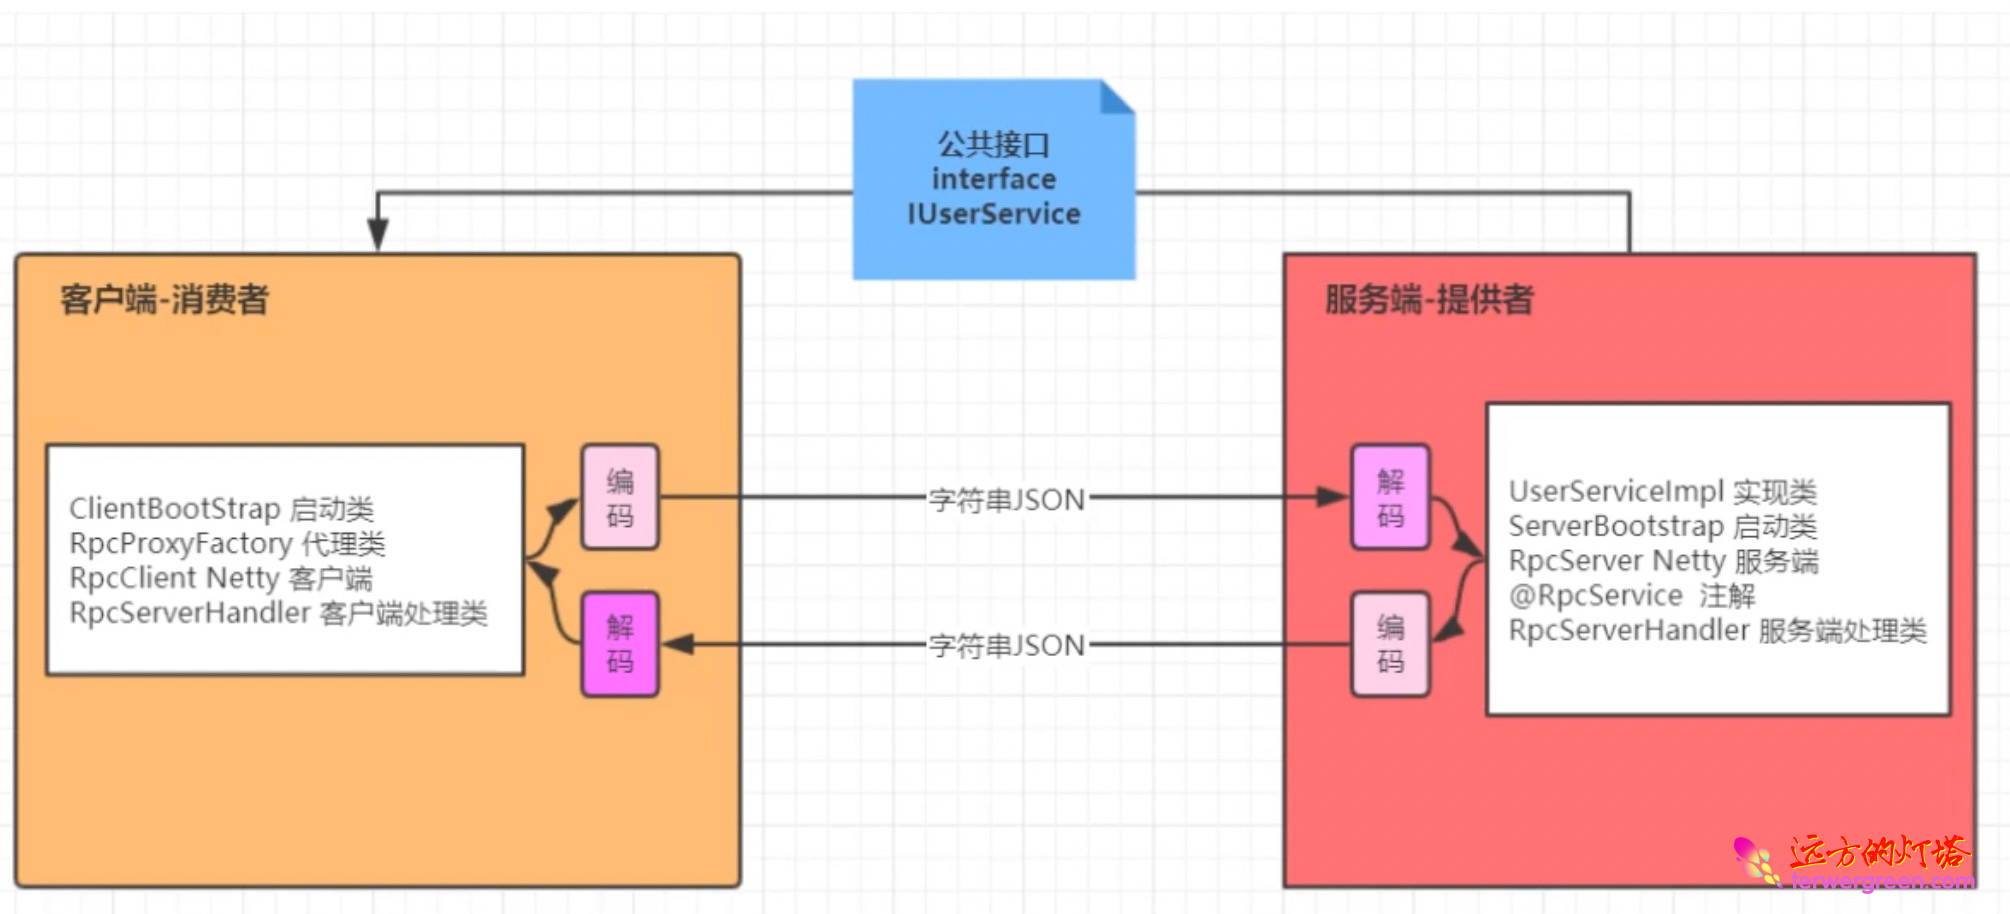 公共接口
interface
IUserService
客户端-消费者
ClientBootStrap 启动类
RpcProxyFactory 代理类
RpcClient Netty 客户端
RpcServerHandler 客户端处理类
编
码
解
码
字符串JSON
字符串JSON
服务端-提供者
解
码
编
码
UserServiceImpl 实现类
ServerBootstrap 启动类
RpcServer Netty 服务端
@RpcService 注解
RpcServerHandler 服务端处理类
远方的灯塔
terwergreen.com